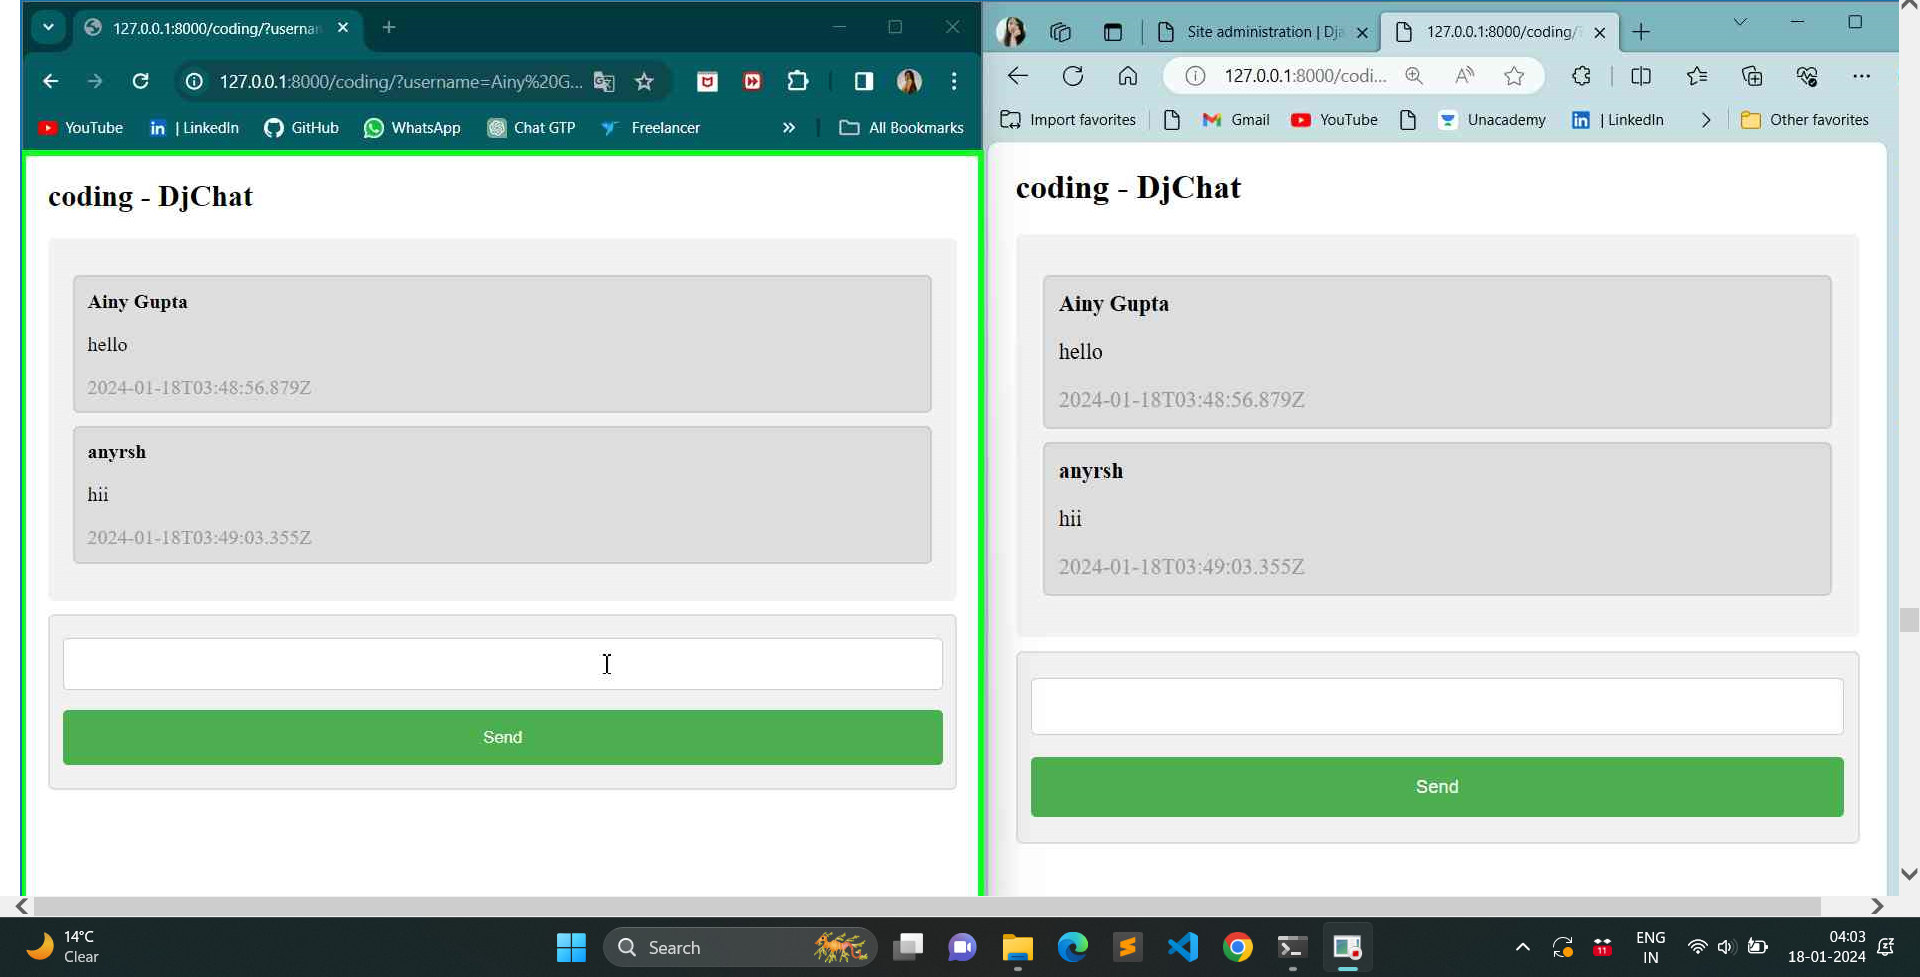 127.0.0.1:8000/coding/?userna
127.0.0.1:8000/coding/?username=Ainy%20G...
YouTube | LinkedIn GitHub WhatsApp Chat GTP Freelancer » All Bookmarks
coding - DjChat
Ainy Gupta
hello
2024-01-18T03:48:56.879Z
anyrsh
hii
2024-01-18T03:49:03.355Z
Send
Site administration | Dj
127.0.0.1:8000/coding/
127.0.0.1:8000/codi...
Import favorites Gmail YouTube Unacademy | LinkedIn Other favorites
coding - DjChat
Ainy Gupta
hello
2024-01-18T03:48:56.879Z
anyrsh
hii
2024-01-18T03:49:03.355Z
Send
14°C
Clear
Search
11
ENG
IN
04:03
18-01-2024